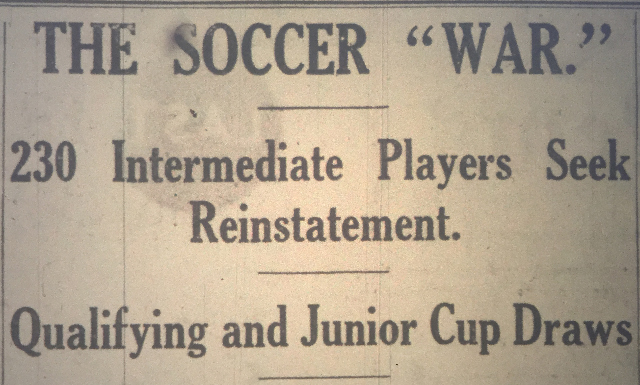 THE SOCCER “WAR.”
230 Intermediate Players Seek
Reinstatement.
Qualifying and Junior Cup Draws